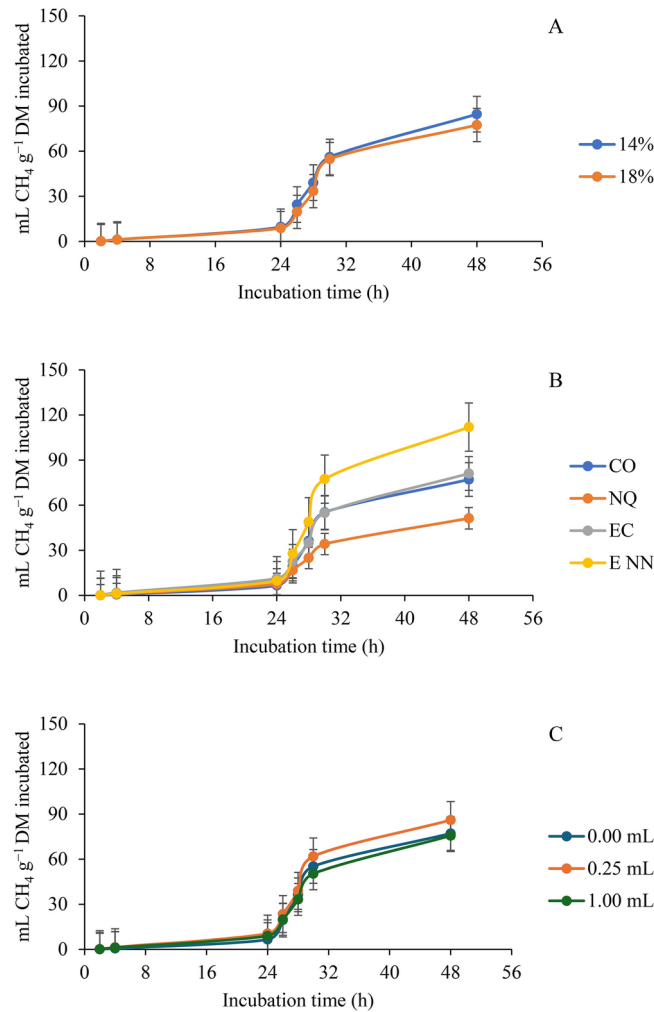 A
mL CH₄ g⁻¹ DM incubated
150
120
90
60
30
0
0 8 16 24 32 40 48 56
Incubation time (h)
14%
18%
B
mL CH₄ g⁻¹ DM incubated
150
120
90
60
30
0
0 8 16 24 32 40 48 56
Incubation time (h)
CO
NQ
EC
E NN
C
mL CH₄ g⁻¹ DM incubated
150
120
90
60
30
0
0 8 16 24 32 40 48 56
Incubation time (h)
0.00 mL
0.25 mL
1.00 mL